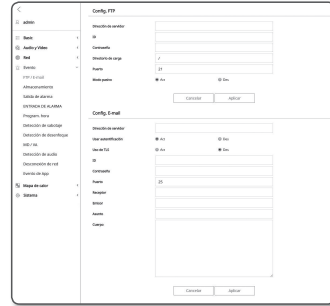 admin
Basic
Audio y Video
Red
Evento
FTP / E-mail
Almacenamiento
Salida de alarma
ENTRADA DE ALARMA
Program. hora
Detección de sabotaje
Detección de desenfoque
MD / IVA
Detección de audio
Desconexión de red
Evento de App
Mapa de calor
Sistema
Config. FTP
Dirección de servidor
ID
Contraseña
Directorio de carga /
Puerto 21
Modo pasivo Act Des
Cancelar Aplicar
Config. E-mail
Dirección de servidor
Usar autentificación Act Des
Uso de TLS Act Des
ID
Contraseña
Puerto 25
Receptor
Emisor
Asunto
Cuerpo
Cancelar Aplicar